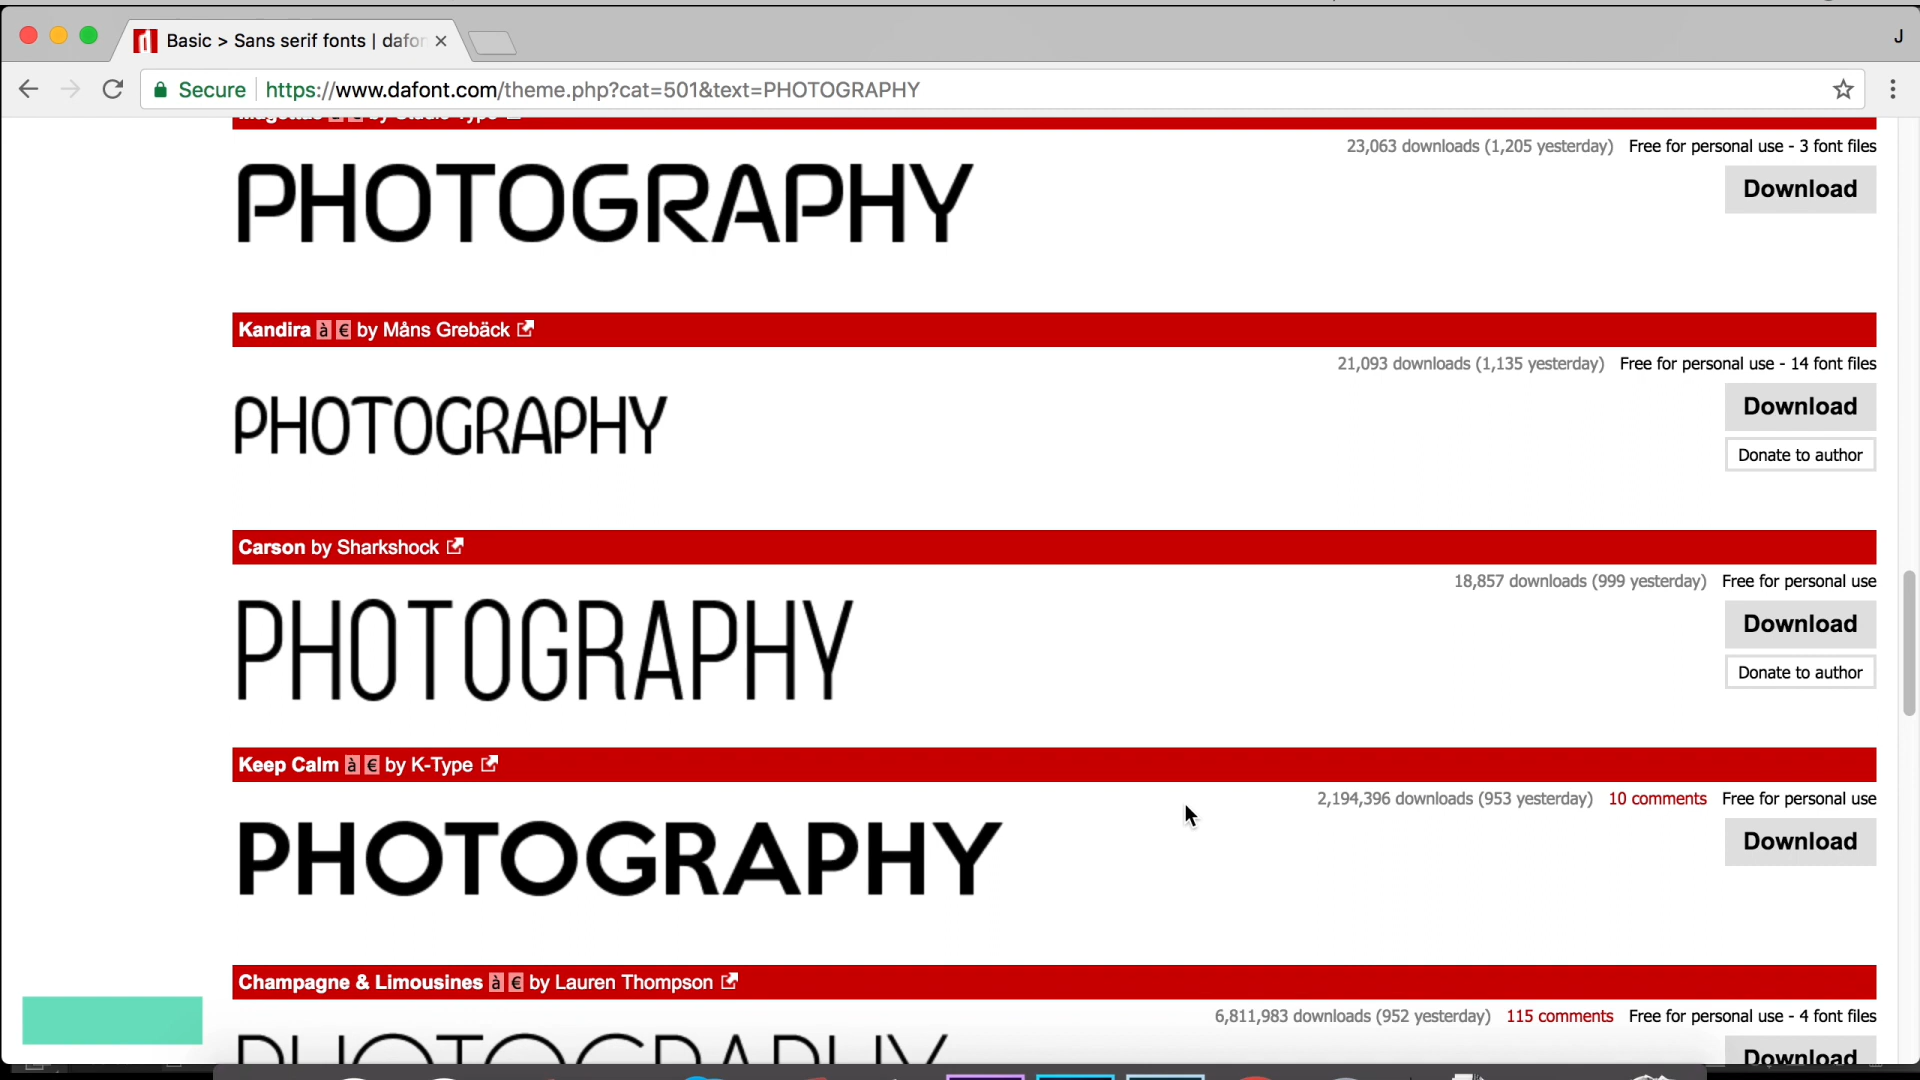 Basic > Sans serif fonts | dafon
J
Secure https://www.dafont.com/theme.php?cat=501&text=PHOTOGRAPHY
23,063 downloads (1,205 yesterday) Free for personal use - 3 font files
PHOTOGRAPHY
Download
Kandira à € by Måns Grebäck
21,093 downloads (1,135 yesterday) Free for personal use - 14 font files
PHOTOGRAPHY
Download
Donate to author
Carson by Sharkshock
18,857 downloads (999 yesterday) Free for personal use
PHOTOGRAPHY
Download
Donate to author
Keep Calm à € by K-Type
2,194,396 downloads (953 yesterday) 10 comments Free for personal use
PHOTOGRAPHY
Download
Champagne & Limousines à € by Lauren Thompson
6,811,983 downloads (952 yesterday) 115 comments Free for personal use - 4 font files
PHOTOGRAPHY
Download